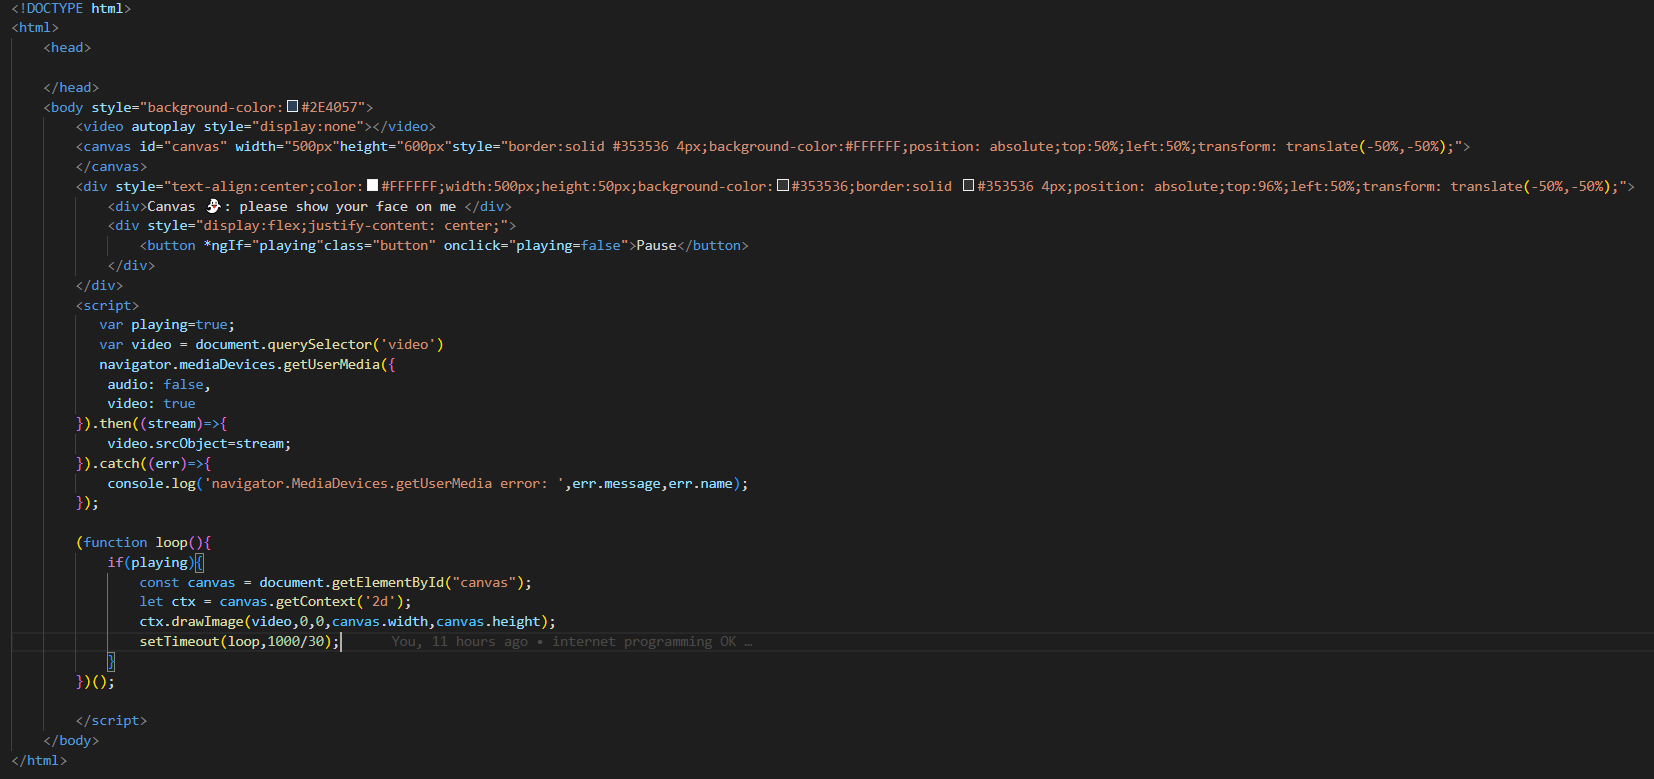 <!DOCTYPE html>
<html>
<head>
</head>
<body style="background-color:#2E4057">
<video autoplay style="display:none"></video>
<canvas id="canvas" width="500px"height="600px"style="border:solid #353536 4px;background-color:#FFFFFF;position: absolute;top:50%;left:50%;transform: translate(-50%,-50%);">
</canvas>
<div style="text-align:center;color:#FFFFFF;width:500px;height:50px;background-color:#353536;border:solid #353536 4px;position: absolute;top:96%;left:50%;transform: translate(-50%,-50%);">
<div>Canvas 👻: please show your face on me </div>
<div style="display:flex;justify-content: center;">
<button *ngIf="playing"class="button" onclick="playing=false">Pause</button>
</div>
</div>
<script>
var playing=true;
var video = document.querySelector('video')
navigator.mediaDevices.getUserMedia({
audio: false,
video: true
}).then((stream)=>{
video.srcObject=stream;
}).catch((err)=>{
console.log('navigator.MediaDevices.getUserMedia error: ',err.message,err.name);
});
(function loop(){
if(playing){
const canvas = document.getElementById("canvas");
let ctx = canvas.getContext('2d');
ctx.drawImage(video,0,0,canvas.width,canvas.height);
setTimeout(loop,1000/30); You, 11 hours ago • internet programming OK …
}
})();
</script>
</body>
</html>